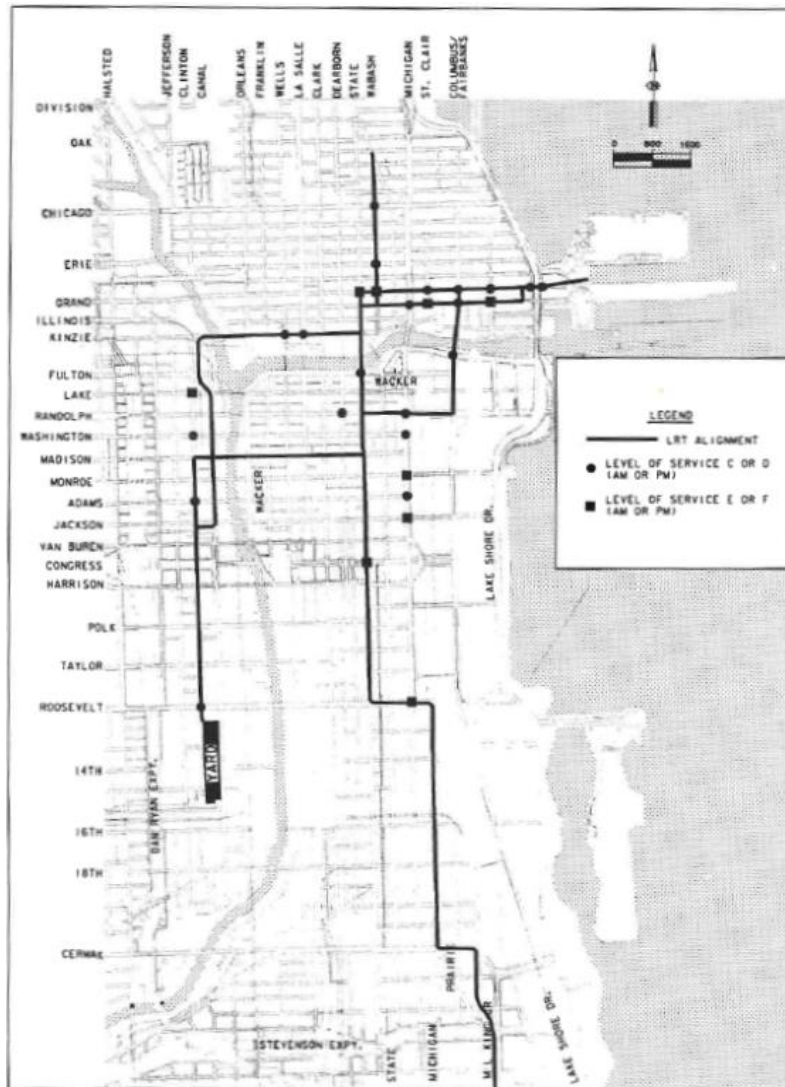 HALSTED
JEFFERSON
CLINTON
CANAL
ORLEANS
FRANKLIN
WELLS
LA SALLE
CLARK
DEARBORN
STATE
WABASH
MICHIGAN
ST. CLAIR
COLUMBUS/
FAIRBANKS
DIVISION
OAK
CHICAGO
ERIE
GRAND
ILLINOIS
KINZIE
FULTON
LAKE
RANDOLPH
WASHINGTON
MADISON
MONROE
ADAMS
JACKSON
VAN BUREN
CONGRESS
HARRISON
POLK
TAYLOR
ROOSEVELT
14TH
16TH
18TH
CERMAK
0 800 1600
WACKER
WACKER
LAKE SHORE DR.
LEGEND
LRT ALIGNMENT
LEVEL OF SERVICE C OR D
(AM OR PM)
LEVEL OF SERVICE E OR F
(AM OR PM)
YARD
DAN RYAN EXPY.
PRAIRIE
STEVENSON EXPY.
STATE
MICHIGAN
M.L. KING DR
LAKE SHORE DR.